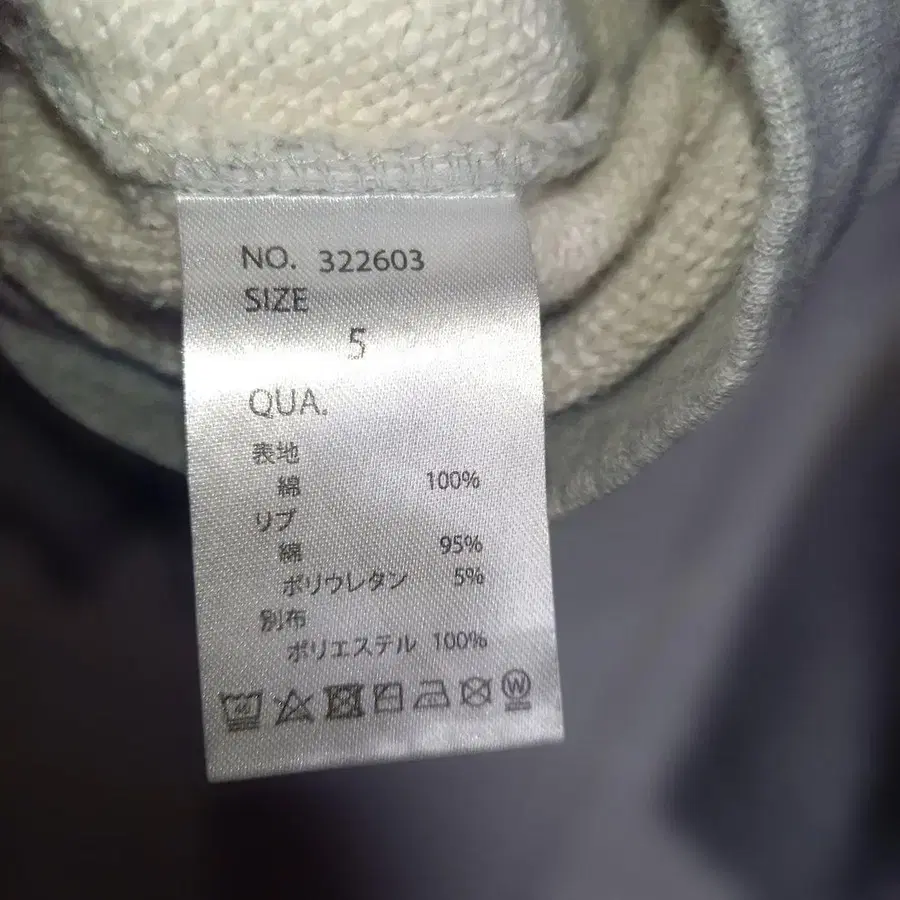 NO. 322603
SIZE
5
QUA.
表地
綿 100%
リブ
綿 95%
ポリウレタン 5%
別布
ポリエステル 100%
W